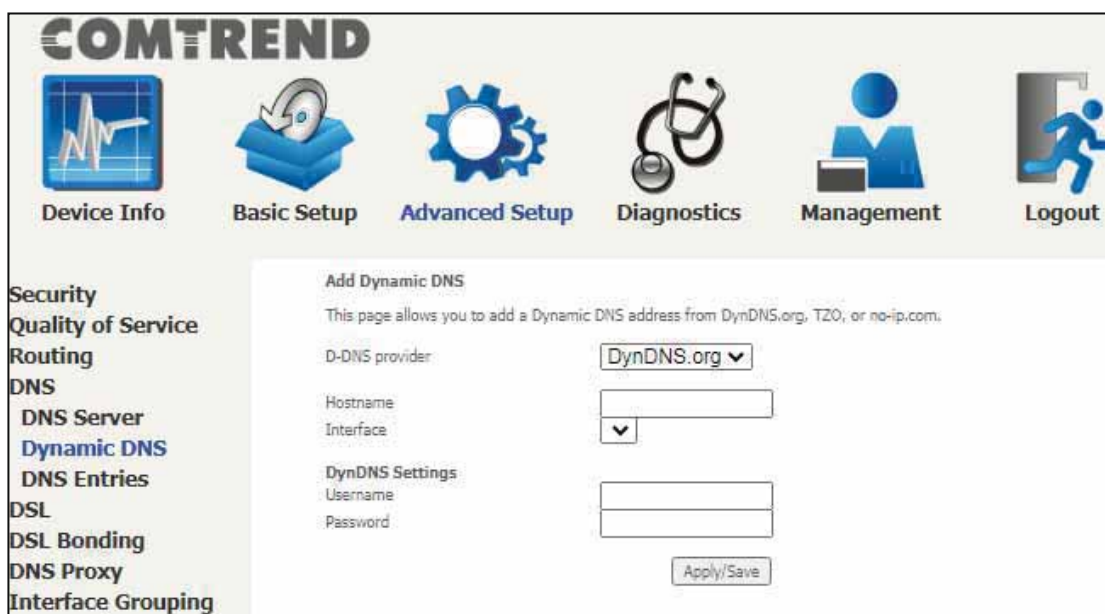 COMTREND
Device Info
Basic Setup
Advanced Setup
Diagnostics
Management
Logout
Security
Quality of Service
Routing
DNS
DNS Server
Dynamic DNS
DNS Entries
DSL
DSL Bonding
DNS Proxy
Interface Grouping
Add Dynamic DNS
This page allows you to add a Dynamic DNS address from DynDNS.org, TZO, or no-ip.com.
D-DNS provider DynDNS.org
Hostname
Interface
DynDNS Settings
Username
Password
Apply/Save